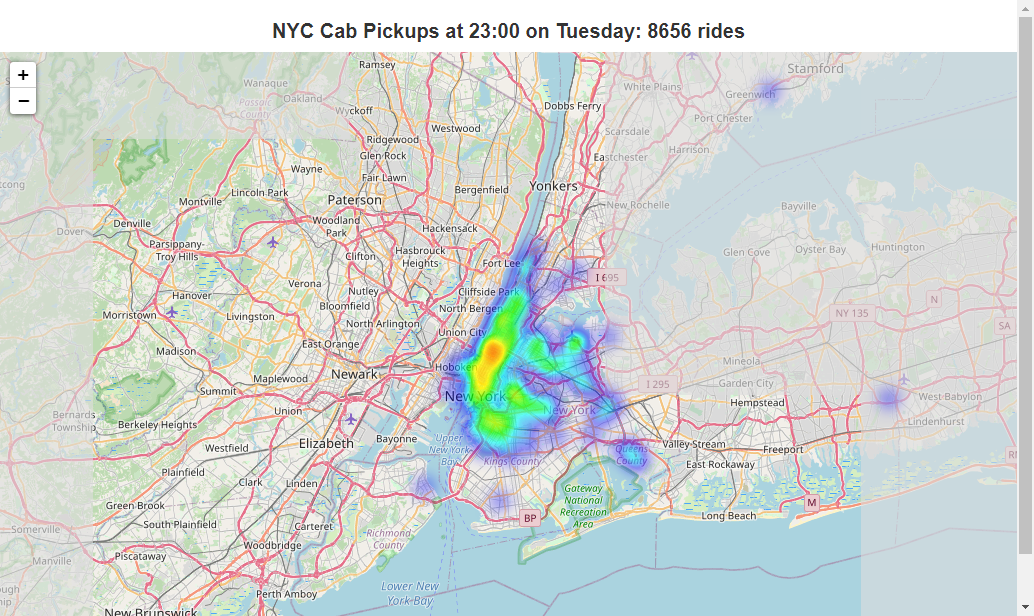 NYC Cab Pickups at 23:00 on Tuesday: 8656 rides
+
−
Ramsey
Stamford
Wanaque
White Plains
Greenwich
Oakland
Passaic
County
Wyckoff
Dobbs Ferry
Port Chester
Westwood
Scarsdale
Ridgewood
Harrison
Glen Rock
Eastchester
Wayne
Fair Lawn
Bergenfield
Yonkers
Lincoln Park
Paterson
Montville
New Rochelle
Bayville
Denville
Woodland
Park
Hackensack
Dover
Parsippany-
Troy Hills
Clifton
Hasbrouck
Heights
Glen Cove
Oyster Bay
Huntington
Fort Lee
I 695
Verona
Nutley
Cliffside Park
Hanover
Bloomfield
North Bergen
N
Morristown
Livingston
North Arlington
NY 135
SA
Union City
East Orange
Madison
Mineola
Hoboken
Newark
Maplewood
I 295
Garden City
Summit
New York
Hempstead
West Babylon
Union
New York
Bernards
Township
Berkeley Heights
Lindenhurst
Elizabeth
Bayonne
Upper
New York
Bay
Valley Stream
Freeport
Westfield
Queens
County
Kings County
East Rockaway
Plainfield
Clark
Linden
Gateway
National
Recreation
Area
Green Brook
M
South Plainfield
BP
Long Beach
Somerville
Carteret
Richmond
County
Woodbridge
Piscataway
Manville
Perth Amboy
Lower New
York Bay
New Brunswick